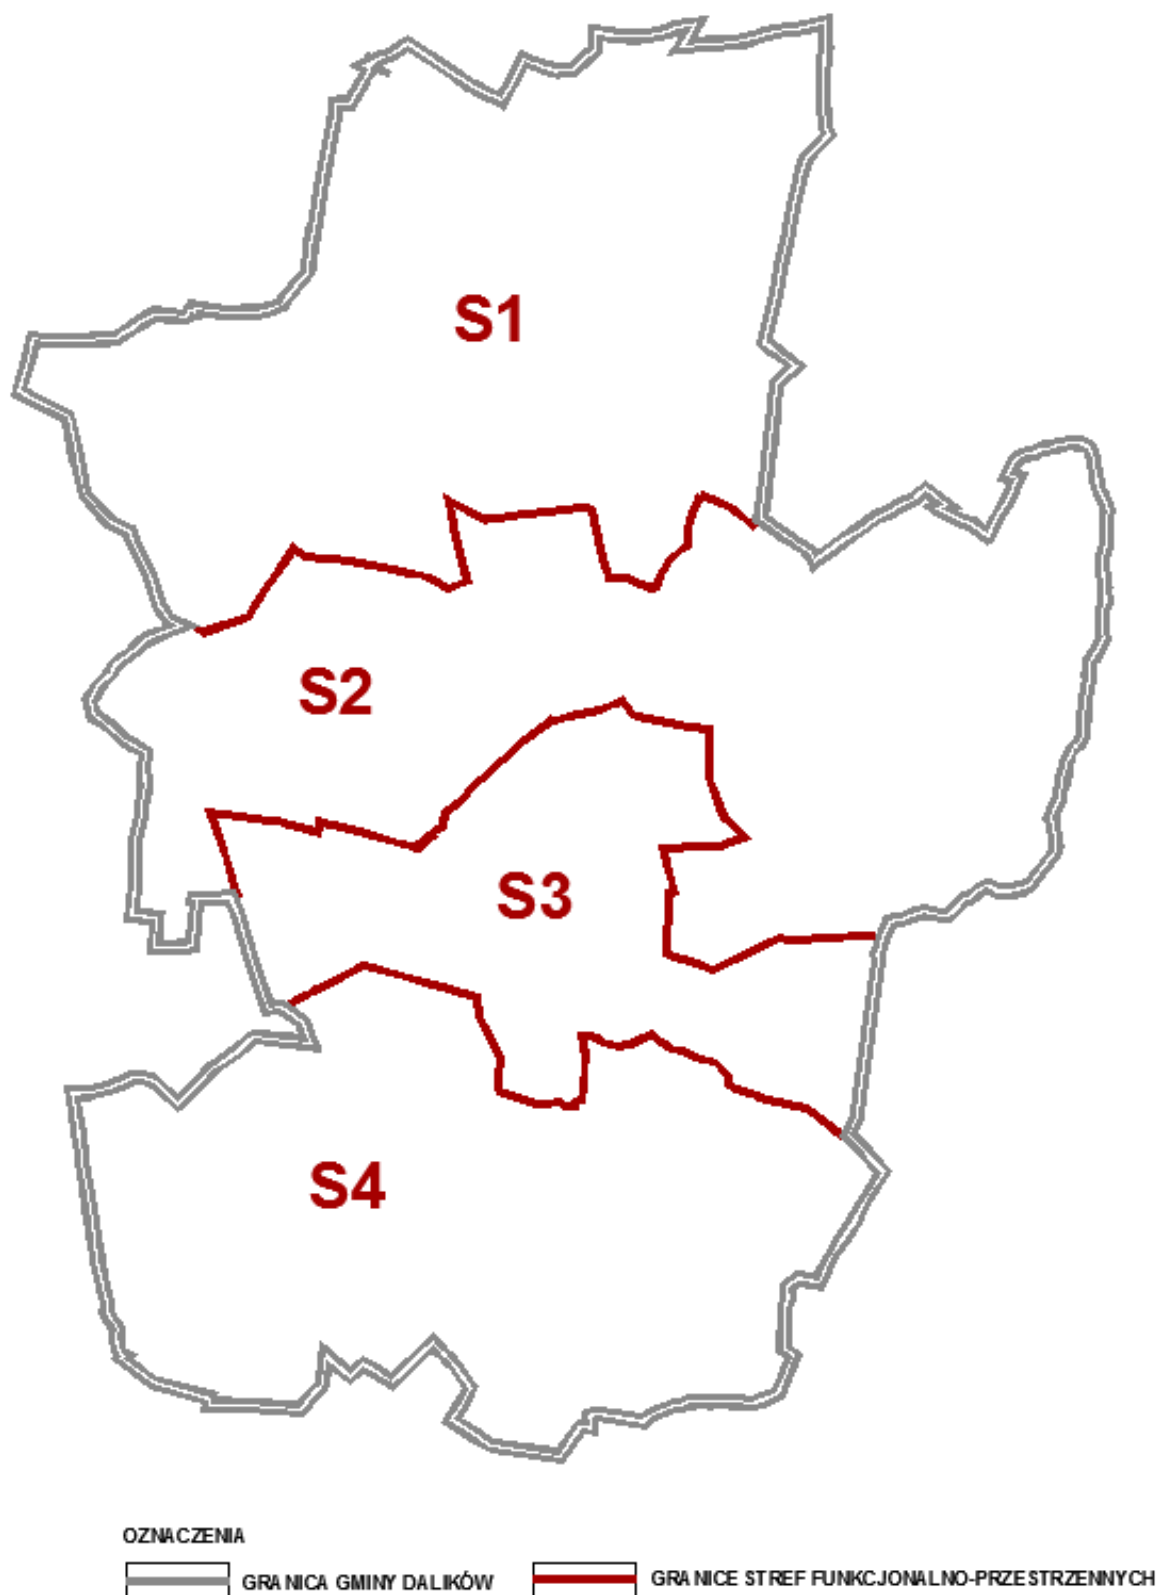 S1
S2
S3
S4
OZNACZENIA
GRANICA GMINY DALIKÓW
GRANICE STREF FUNKCJONALNO-PRZESTRZENNYCH